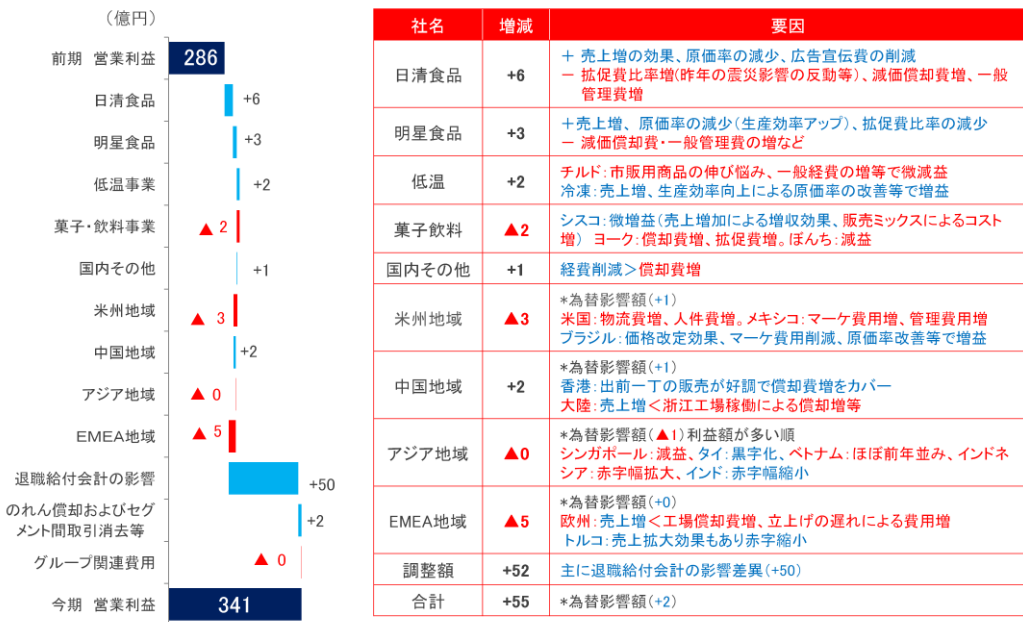 （億円）
前期　営業利益
286
日清食品
+6
明星食品
+3
低温事業
+2
菓子・飲料事業
▲ 2
国内その他
+1
米州地域
▲ 3
中国地域
+2
アジア地域
▲ 0
EMEA地域
▲ 5
退職給付会計の影響
+50
のれん償却およびセグ
メント間取引消去等
+2
グループ関連費用
▲ 0
今期　営業利益
341
社名 増減 要因
日清食品 +6
＋ 売上増の効果、原価率の減少、広告宣伝費の削減
－ 拡促費比率増(昨年の震災影響の反動等)、減価償却費増、一般
管理費増
明星食品 +3
＋売上増、 原価率の減少（生産効率アップ）、拡促費比率の減少
－ 減価償却費・一般管理費の増など
低温 +2
チルド：市販用商品の伸び悩み、一般経費の増等で微減益
冷凍：売上増、生産効率向上による原価率の改善等で増益
菓子飲料 ▲2
シスコ：微増益（売上増加による増収効果、販売ミックスによるコスト
増） ヨーク：償却費増、拡促費増。ぼんち：減益
国内その他 +1 経費削減＞償却費増
米州地域 ▲3
*為替影響額（+1）
米国：物流費増、人件費増。メキシコ：マーケ費用増、管理費用増
ブラジル：価格改定効果、マーケ費用削減、原価率改善等で増益
中国地域 +2
*為替影響額（+1）
香港：出前一丁の販売が好調で償却費増をカバー
大陸：売上増＜浙江工場稼働による償却増等
アジア地域 ▲0
*為替影響額（▲1）利益額が多い順
シンガポール：減益、タイ：黒字化、ベトナム：ほぼ前年並み、インドネ
シア：赤字幅拡大、インド：赤字幅縮小
EMEA地域 ▲5
*為替影響額（+0）
欧州：売上増＜工場償却費増、立上げの遅れによる費用増
トルコ：売上拡大効果もあり赤字縮小
調整額 +52 主に退職給付会計の影響差異（+50）
合計 +55 *為替影響額（+2）